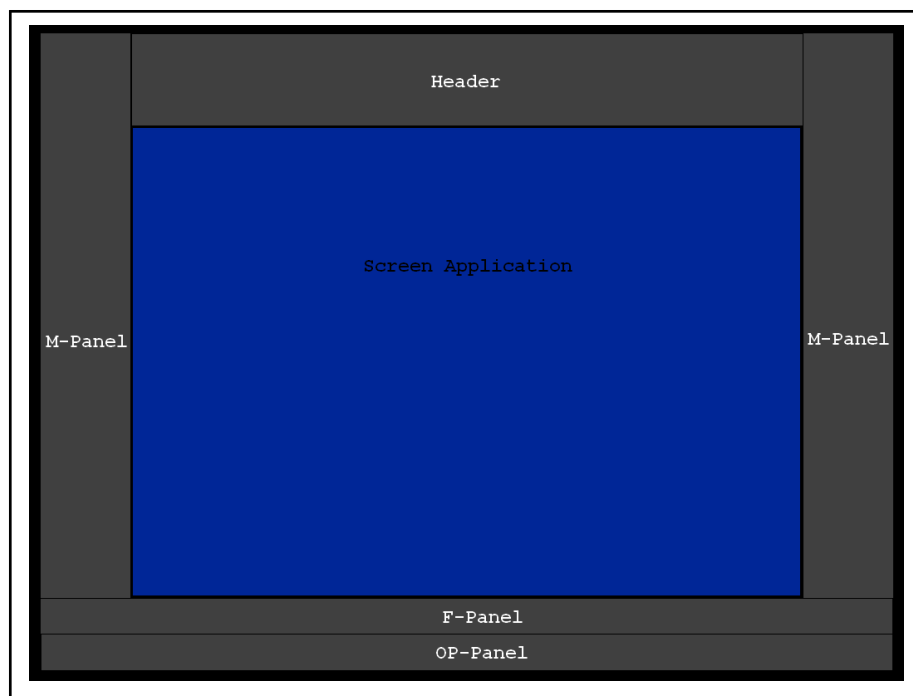 Header
Screen Application
M-Panel
M-Panel
F-Panel
OP-Panel